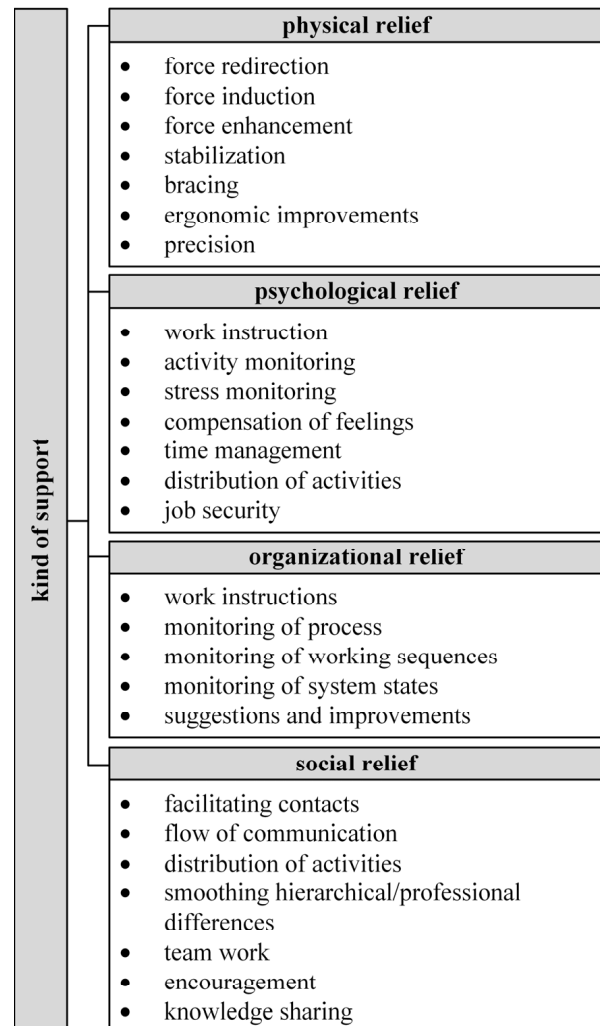 kind of support
physical relief
• force redirection
• force induction
• force enhancement
• stabilization
• bracing
• ergonomic improvements
• precision
psychological relief
• work instruction
• activity monitoring
• stress monitoring
• compensation of feelings
• time management
• distribution of activities
• job security
organizational relief
• work instructions
• monitoring of process
• monitoring of working sequences
• monitoring of system states
• suggestions and improvements
social relief
• facilitating contacts
• flow of communication
• distribution of activities
• smoothing hierarchical/professional
differences
• team work
• encouragement
• knowledge sharing